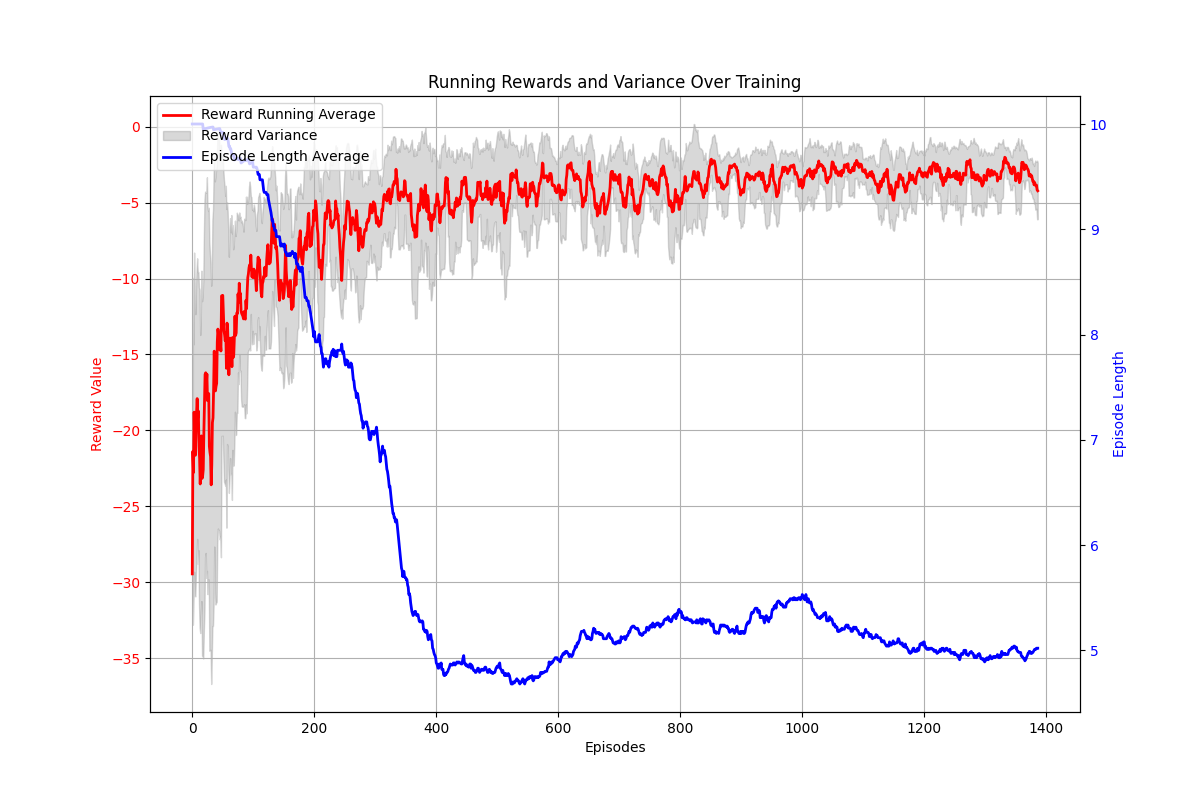 Running Rewards and Variance Over Training
Reward Running Average
Reward Variance
Episode Length Average
0
−5
−10
−15
−20
−25
−30
−35
Reward Value
10
9
8
7
6
5
Episode Length
0 200 400 600 800 1000 1200 1400
Episodes